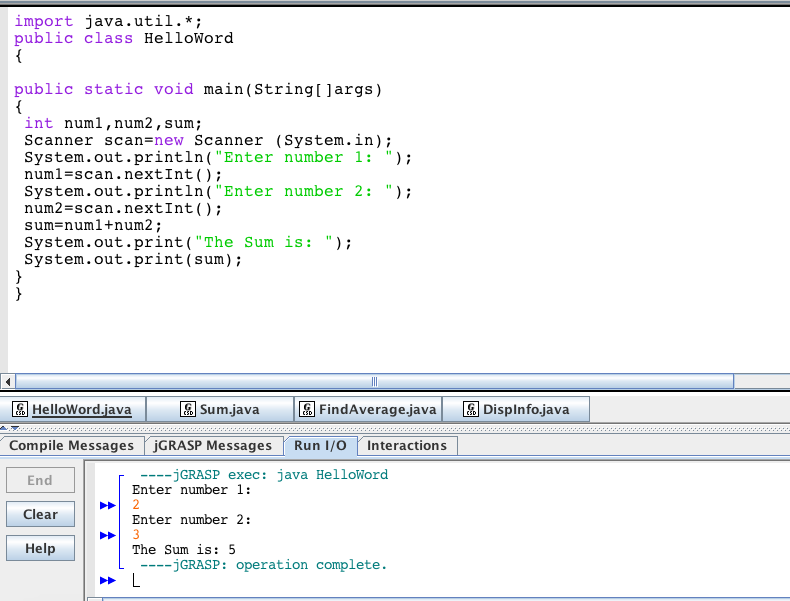 import java.util.*;
public class HelloWord
{
public static void main(String[]args)
{
int num1,num2,sum;
Scanner scan=new Scanner (System.in);
System.out.println("Enter number 1: ");
num1=scan.nextInt();
System.out.println("Enter number 2: ");
num2=scan.nextInt();
sum=num1+num2;
System.out.print("The Sum is: ");
System.out.print(sum);
}
}
HelloWord.java Sum.java FindAverage.java DispInfo.java
Compile Messages jGRASP Messages Run I/O Interactions
End
Clear
Help
----jGRASP exec: java HelloWord
Enter number 1:
2
Enter number 2:
3
The Sum is: 5
----jGRASP: operation complete.